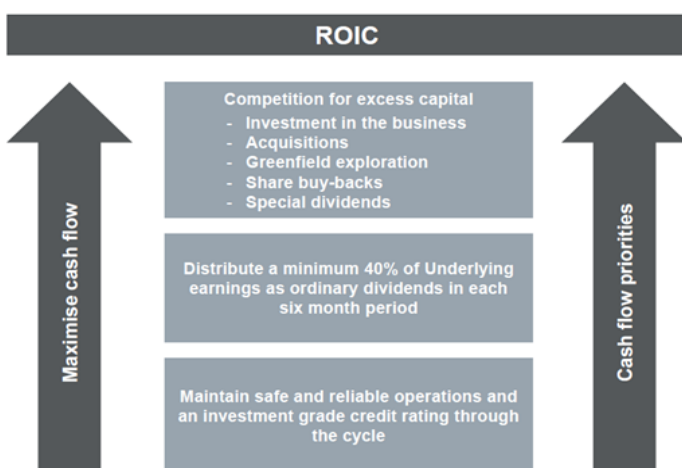 ROIC
Maximise cash flow
Competition for excess capital
- Investment in the business
- Acquisitions
- Greenfield exploration
- Share buy-backs
- Special dividends
Distribute a minimum 40% of Underlying
earnings as ordinary dividends in each
six month period
Maintain safe and reliable operations and
an investment grade credit rating through
the cycle
Cash flow priorities